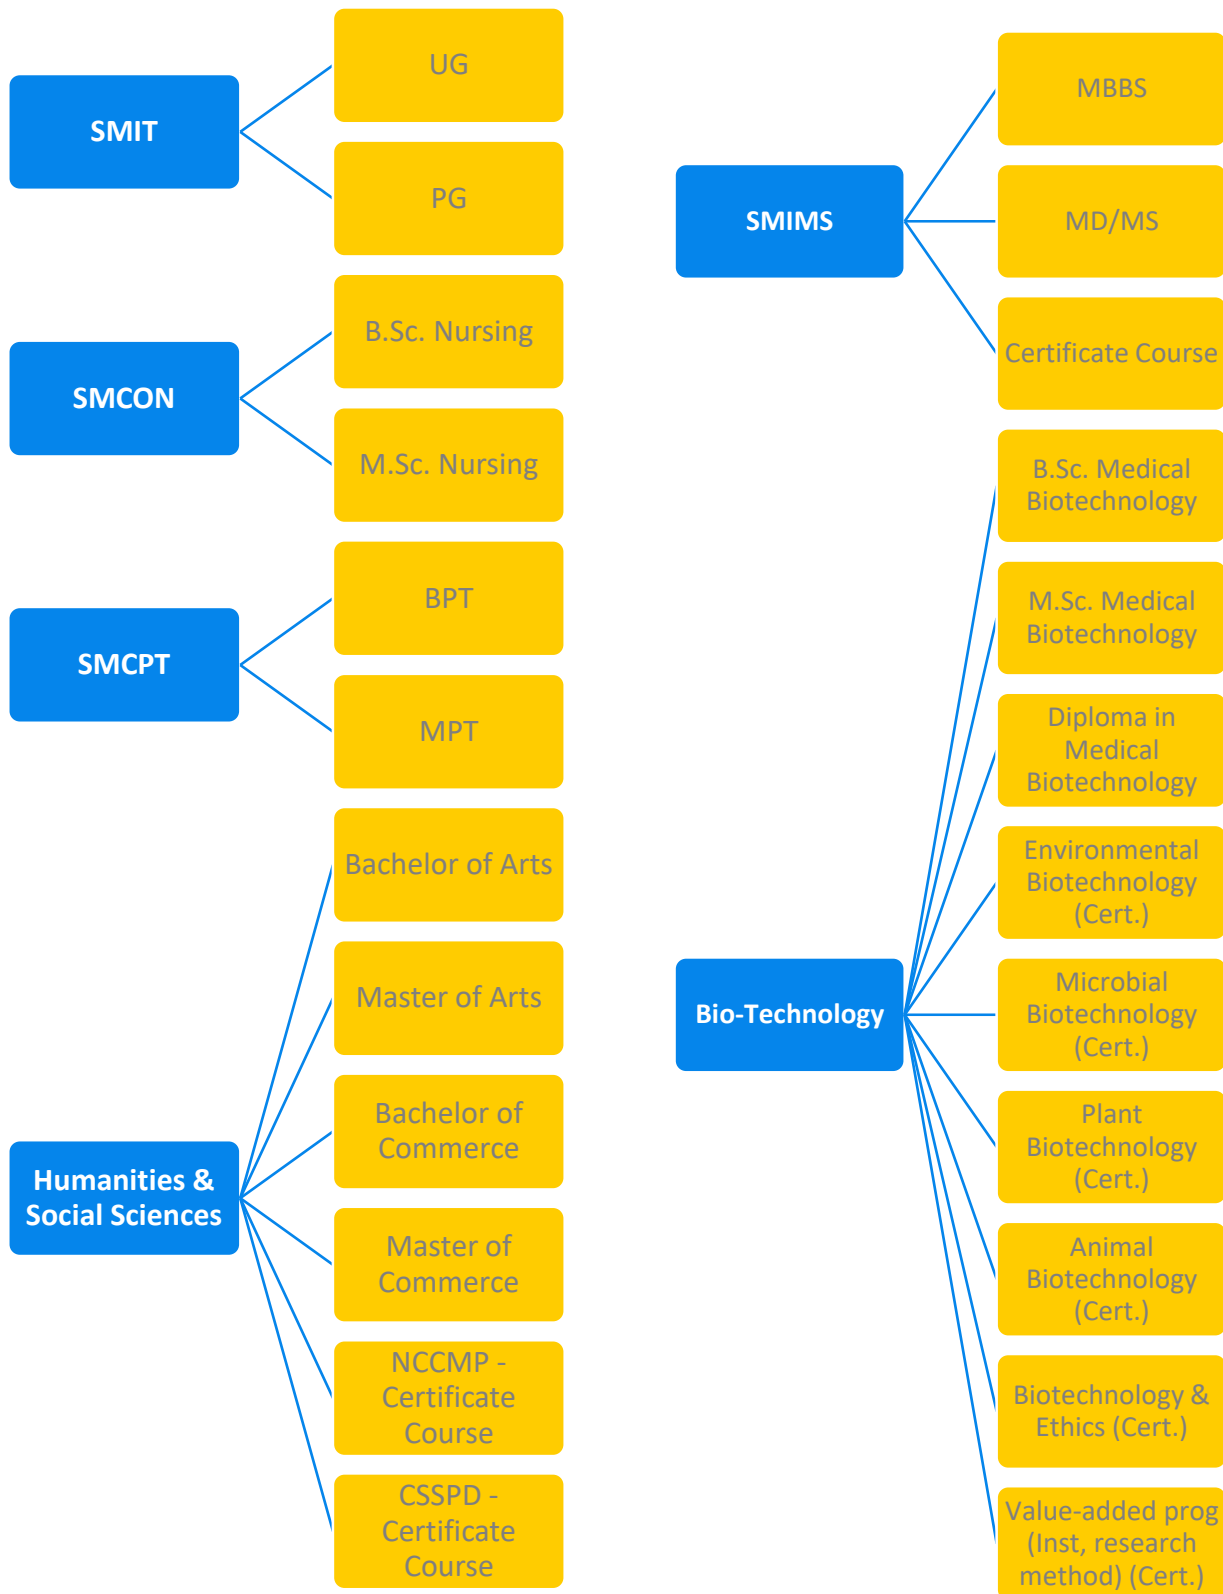 SMIT
UG
PG
SMCON
B.Sc. Nursing
M.Sc. Nursing
SMCPT
BPT
MPT
Humanities &
Social Sciences
Bachelor of Arts
Master of Arts
Bachelor of
Commerce
Master of
Commerce
NCCMP -
Certificate
Course
CSSPD -
Certificate
Course
SMIMS
MBBS
MD/MS
Certificate Course
Bio-Technology
B.Sc. Medical
Biotechnology
M.Sc. Medical
Biotechnology
Diploma in
Medical
Biotechnology
Environmental
Biotechnology
(Cert.)
Microbial
Biotechnology
(Cert.)
Plant
Biotechnology
(Cert.)
Animal
Biotechnology
(Cert.)
Biotechnology &
Ethics (Cert.)
Value-added prog
(Inst, research
method) (Cert.)